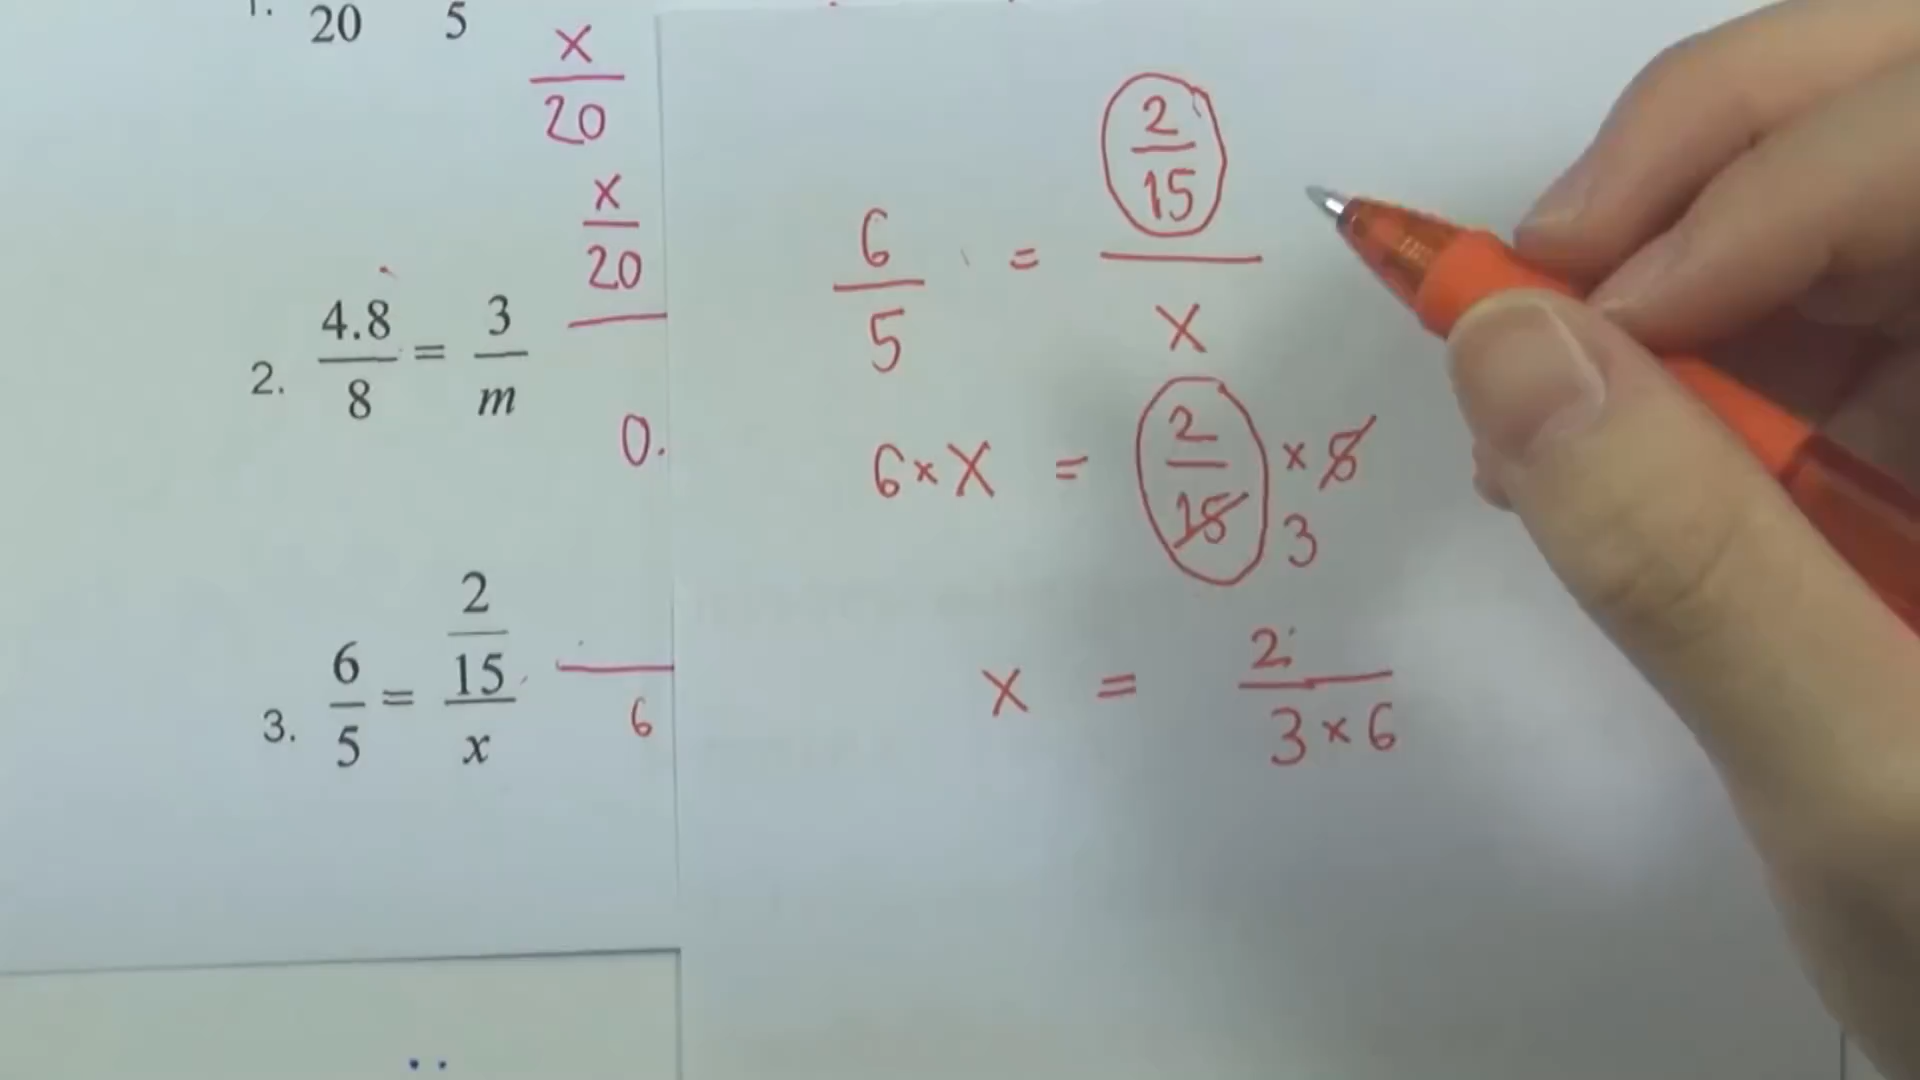 1. 20 5
x/20
x/20
2. 4.8/8 = 3/m
0.
3. 6/5 = 2/15/x
6
6/5 = 2/15/x
6 × x = 2/15 × 5
3
x = 2/3 × 6